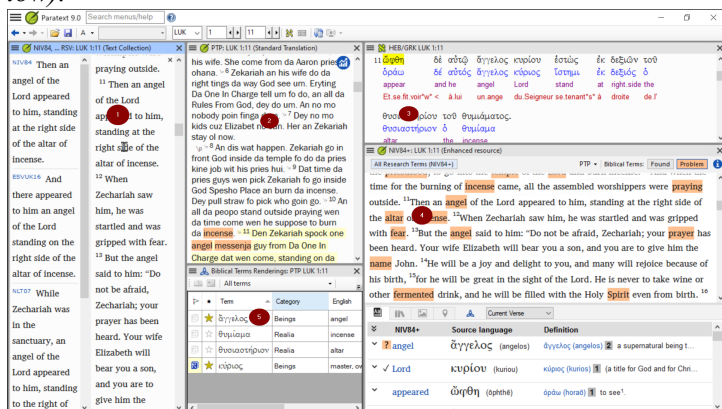 low).
Paratext 9.0 Search menus/help
LUK 1 11
NIV84, ... RSV: LUK 1:11 (Text Collection)
NIV84 Then an
angel of the
Lord appeared
to him, standing
at the right side
of the altar of
incense.
ESVUK16 And
there appeared
to him an angel
of the Lord
standing on the
right side of the
altar of incense.
NLT07 While
Zechariah was
in the
sanctuary, an
angel of the
Lord appeared
to him, standing
to the right of
praying outside.
11 Then an angel
of the Lord
appeared to him,
standing at the
right side of the
altar of incense.
12 When
Zechariah saw
him, he was
startled and was
gripped with fear.
13 But the angel
said to him: “Do
not be afraid,
Zechariah; your
prayer has been
heard. Your wife
Elizabeth will
bear you a son,
and you are to
give him the
PTP: LUK 1:11 (Standard Translation)
his wife. She come from da Aaron pries
ohana. 6 Zekariah an his wife do da
right tings da way God see um. Eryting
Da One In Charge tell um fo do, an all da
Rules From God, dey do um. An no mo
nobody poin finga 7 Dey no mo
kids cuz Elizabet no Her an Zekariah
stay ol now.
\p 8 An dis wat happen. Zekariah go in
front God inside da temple fo do da pries
kine job wit his pries hui. 9 Dat time da
pries guys wen pick Zekariah fo go inside
God Spesho Place an burn da incense.
Dey pull straw fo pick who goin go. 10 An
all da peopo stand outside praying wen
da time come wen he suppose to burn
da incense. 11 Den Zekariah spock one
angel messenja guy from Da One In
Charge dat wen come, standing on da
Biblical Terms Renderings: PTP LUK 1:11
All terms
Term Category English
ἄγγελος Beings angel
θυμίαμα Realia incense
θυσιαστήριον Realia altar
κύριος Beings master, ow
HEB/GRK LUK 1:11
11 ὤφθη δὲ αὐτῷ ἄγγελος κυρίου ἑστὼς ἐκ δεξιῶν τοῦ
ὁράω δέ αὐτός ἄγγελος κύριος ἵστημι ἐκ δεξιός ὁ
appear and he angel Lord stand at right.side the
Et.se.fit.voir"w" < à lui un.ange du.Seigneur se.tenant"s" à droite de.l'
τοῦ θυμιάματος.
θυσιαστήριον ὁ θυμίαμα
altar the incense
NIV84+: LUK 1:11 (Enhanced resource)
All Research Terms (NIV84+) PTP Biblical Terms: Found Problem
time for the burning of incense came, all the assembled worshippers were praying
outside. 11Then an angel of the Lord appeared to him, standing at the right side of
the altar of incense. 12When Zechariah saw him, he was startled and was gripped
with fear. 13But the angel said to him: “Do not be afraid, Zechariah; your prayer has
been heard. Your wife Elizabeth will bear you a son, and you are to give him the
name John. 14He will be a joy and delight to you, and many will rejoice because of
his birth, 15for he will be great in the sight of the Lord. He is never to take wine or
other fermented drink, and he will be filled with the Holy Spirit even from birth. 16
Current Verse
NIV84+ Source language Definition
? angel ἄγγελος (angelos) ἄγγελος (angelos) 2 a supernatural being t...
✓ Lord κυρίου (kuriou) κύριος (kurios) 1 (a title for God and for Chri...
appeared ὤφθη (ōphthē) ὁράω (horaō) 1 to see1.
1
2
3
4
5